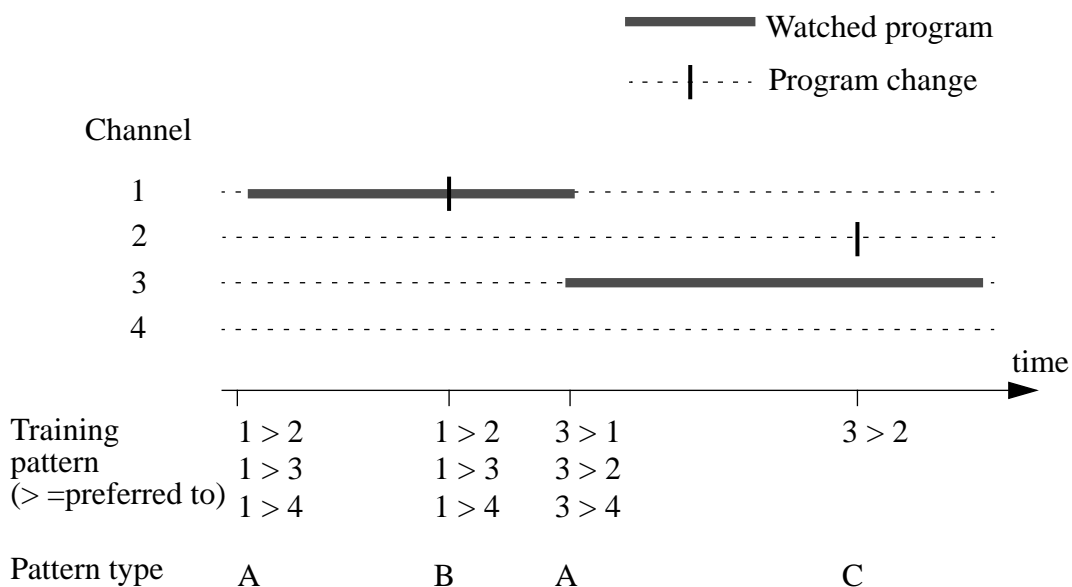 Watched program
Program change
Channel
1
2
3
4
time
Training
pattern
(> =preferred to)
1 > 2
1 > 3
1 > 4
1 > 2
1 > 3
1 > 4
3 > 1
3 > 2
3 > 4
3 > 2
Pattern type
A
B
A
C